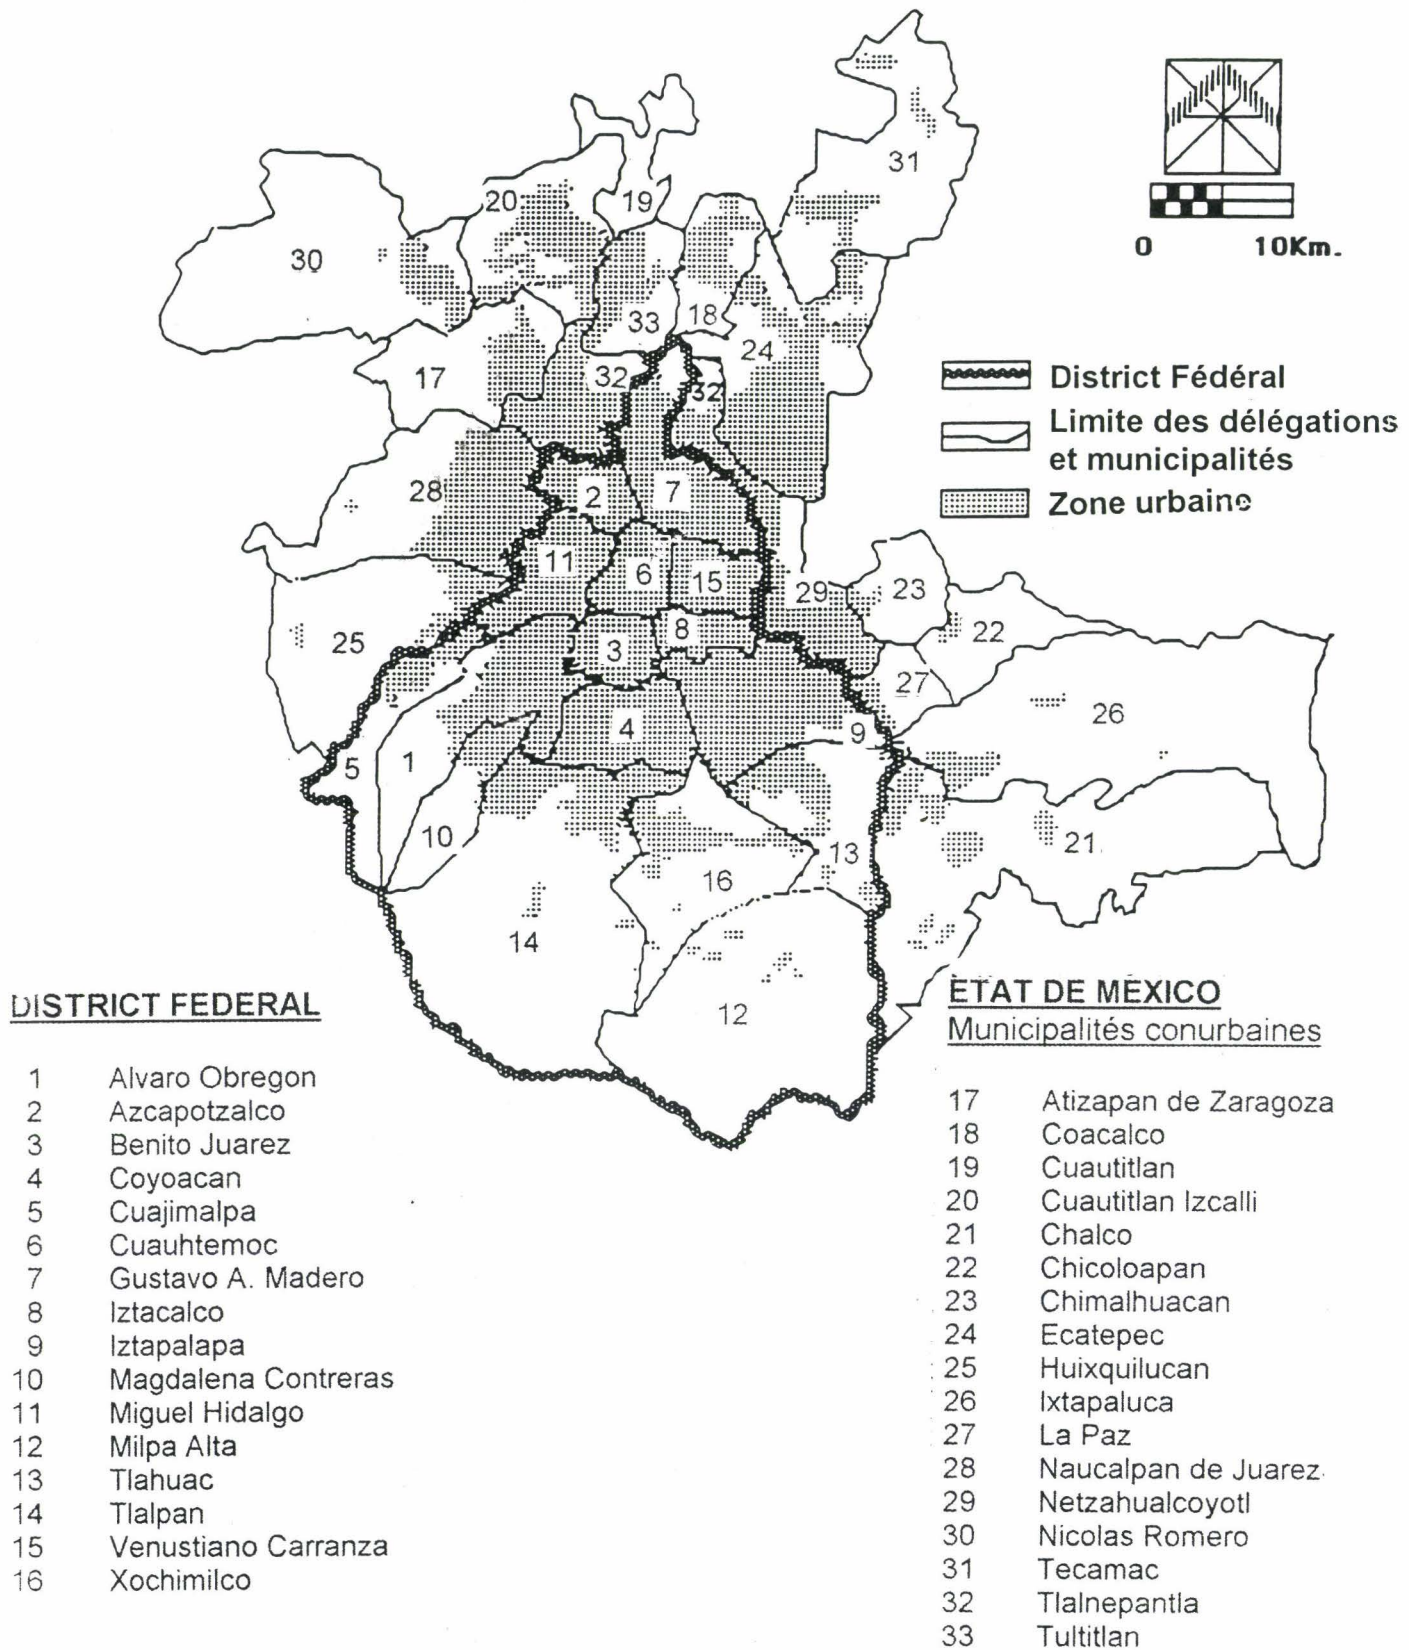 31
20
19
30
0 10Km.
33
18
24
17
32
32
District Fédéral
Limite des délégations
et municipalités
28
2
7
Zone urbaine
11
6
15
29
23
8
22
25
3
27
26
4
9
5
1
10
13
21
16
14
12
DISTRICT FEDERAL
1 Alvaro Obregon
2 Azcapotzalco
3 Benito Juarez
4 Coyoacan
5 Cuajimalpa
6 Cuauhtemoc
7 Gustavo A. Madero
8 Iztacalco
9 Iztapalapa
10 Magdalena Contreras
11 Miguel Hidalgo
12 Milpa Alta
13 Tlahuac
14 Tlalpan
15 Venustiano Carranza
16 Xochimilco
ETAT DE MÉXICO
Municipalités conurbaines
17 Atizapan de Zaragoza
18 Coacalco
19 Cuautitlan
20 Cuautitlan Izcalli
21 Chalco
22 Chicoloapan
23 Chimalhuacan
24 Ecatepec
25 Huixquilucan
26 Ixtapaluca
27 La Paz
28 Naucalpan de Juarez
29 Netzahualcoyotl
30 Nicolas Romero
31 Tecamac
32 Tlalnepantla
33 Tultitlan